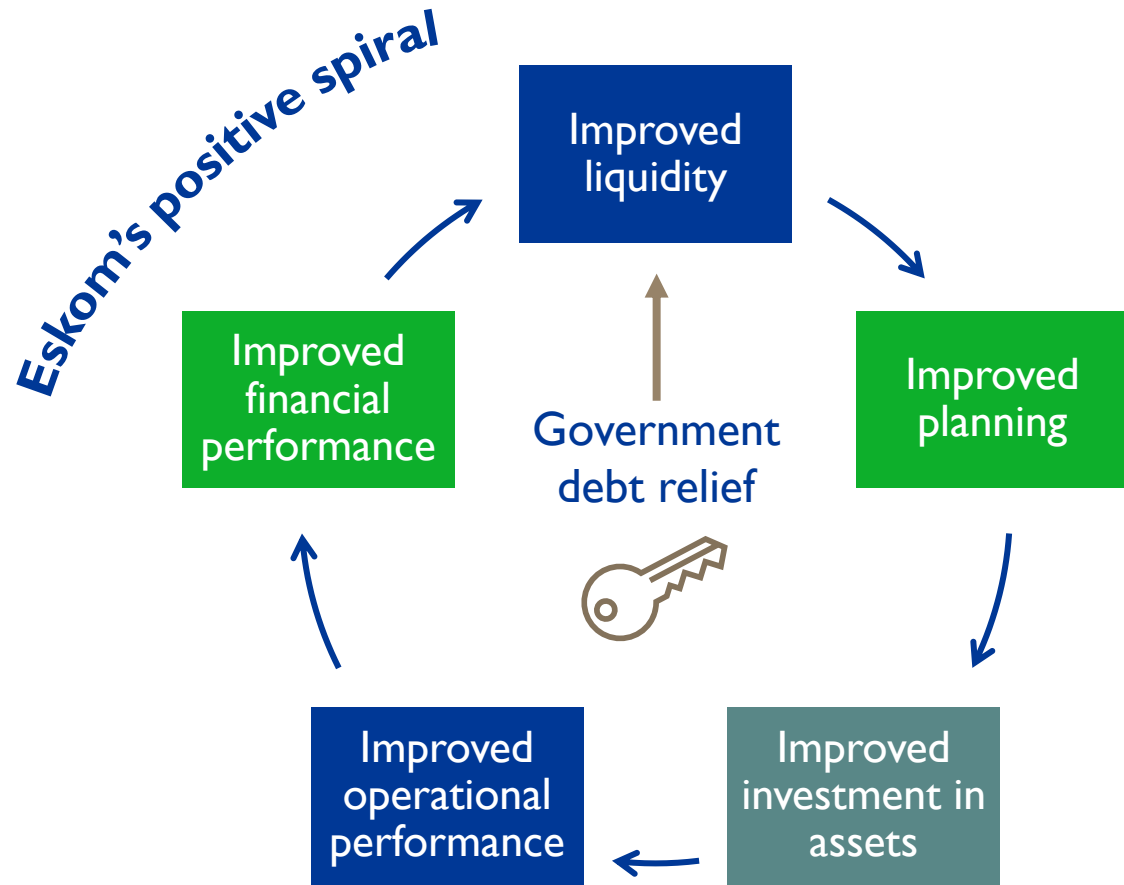 Eskom’s positive spiral
Improved
liquidity
Improved
planning
Improved
investment in
assets
Improved
operational
performance
Improved
financial
performance
Government
debt relief